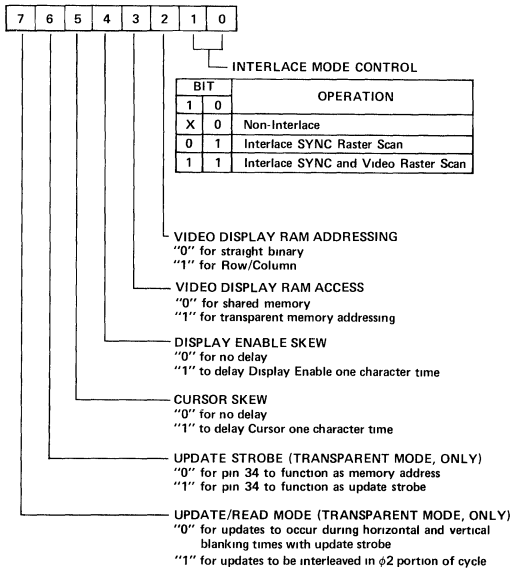 7 6 5 4 3 2 1 0
INTERLACE MODE CONTROL
BIT OPERATION
1 0
X 0 Non-Interlace
0 1 Interlace SYNC Raster Scan
1 1 Interlace SYNC and Video Raster Scan
VIDEO DISPLAY RAM ADDRESSING
"0" for straight binary
"1" for Row/Column
VIDEO DISPLAY RAM ACCESS
"0" for shared memory
"1" for transparent memory addressing
DISPLAY ENABLE SKEW
"0" for no delay
"1" to delay Display Enable one character time
CURSOR SKEW
"0" for no delay
"1" to delay Cursor one character time
UPDATE STROBE (TRANSPARENT MODE, ONLY)
"0" for pin 34 to function as memory address
"1" for pin 34 to function as update strobe
UPDATE/READ MODE (TRANSPARENT MODE, ONLY)
"0" for updates to occur during horizontal and vertical
blanking times with update strobe
"1" for updates to be interleaved in ϕ2 portion of cycle